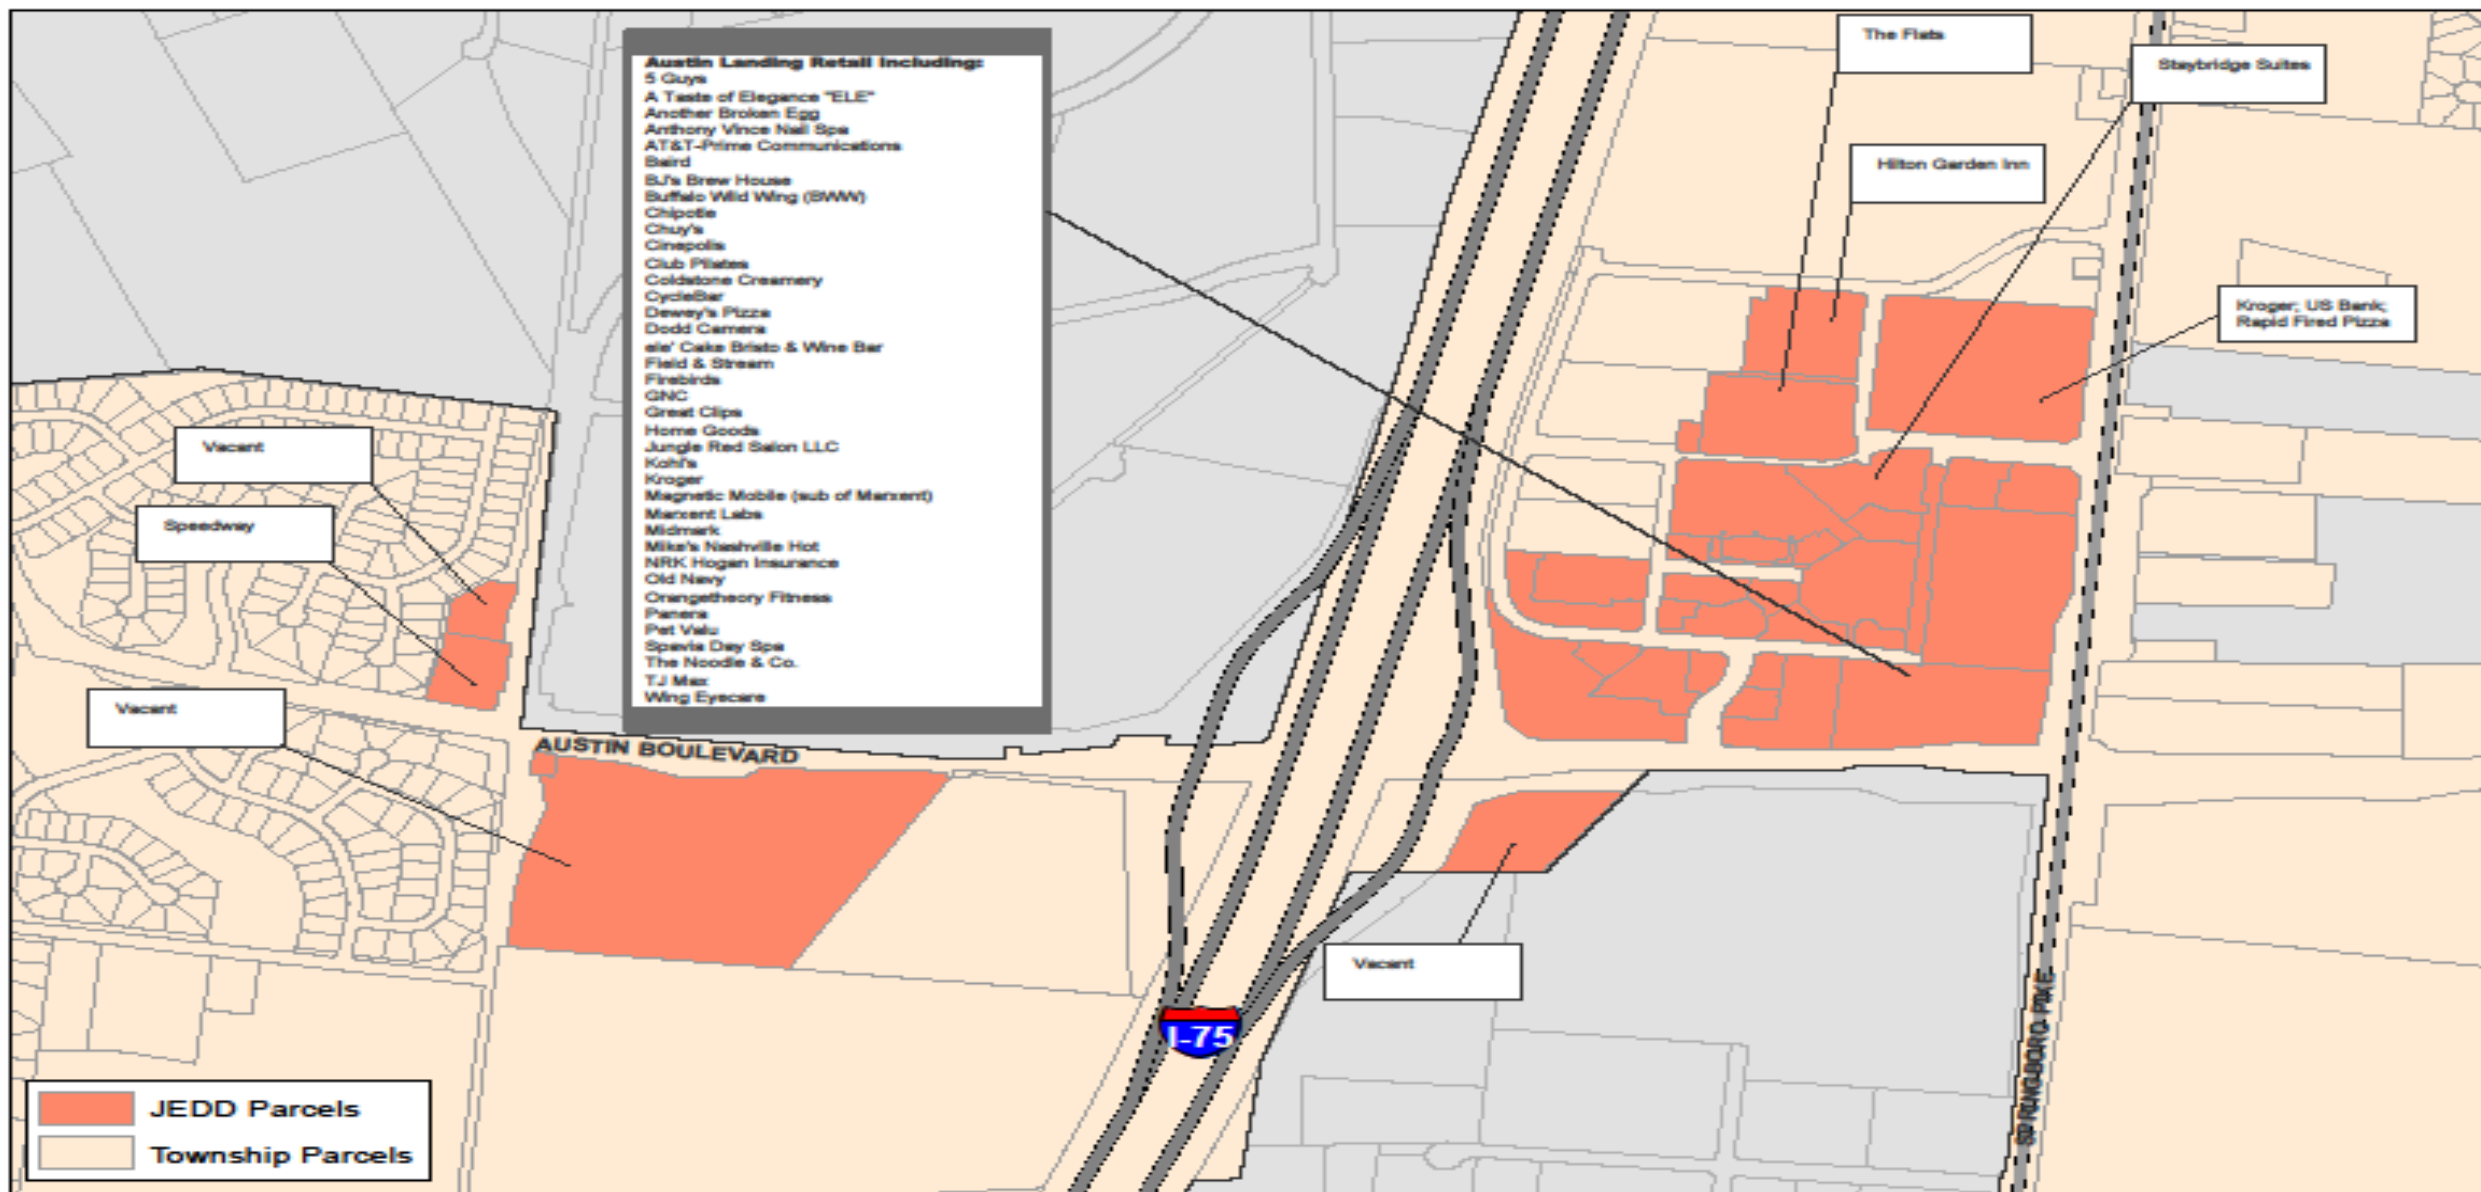 Austin Landing Retail Including:
5 Guys
A Taste of Elegance "ELE"
Another Broken Egg
Anthony Vince Nail Spa
AT&T-Prime Communications
Baird
BJ's Brew House
Buffalo Wild Wing (BWW)
Chipotle
Chuy's
Cinepolis
Club Pilates
Coldstone Creamery
CycleBar
Dewey's Pizza
Dodd Camera
ele' Cake Bristo & Wine Bar
Field & Stream
Firebirds
GNC
Great Clips
Home Goods
Jungle Red Salon LLC
Kohl's
Kroger
Magnetic Mobile (sub of Marxent)
Marxent Labs
Midmark
Mike's Nashville Hot
NRK Hogan Insurance
Old Navy
Orangetheory Fitness
Panera
Pet Valu
Spavia Day Spa
The Noodle & Co.
TJ Max
Wing Eyecare
The Flats
Staybridge Suites
Hilton Garden Inn
Kroger; US Bank;
Rapid Fired Pizza
Vacant
Speedway
Vacant
AUSTIN BOULEVARD
Vacant
I-75
SPRINGBORO PIKE
JEDD Parcels
Township Parcels